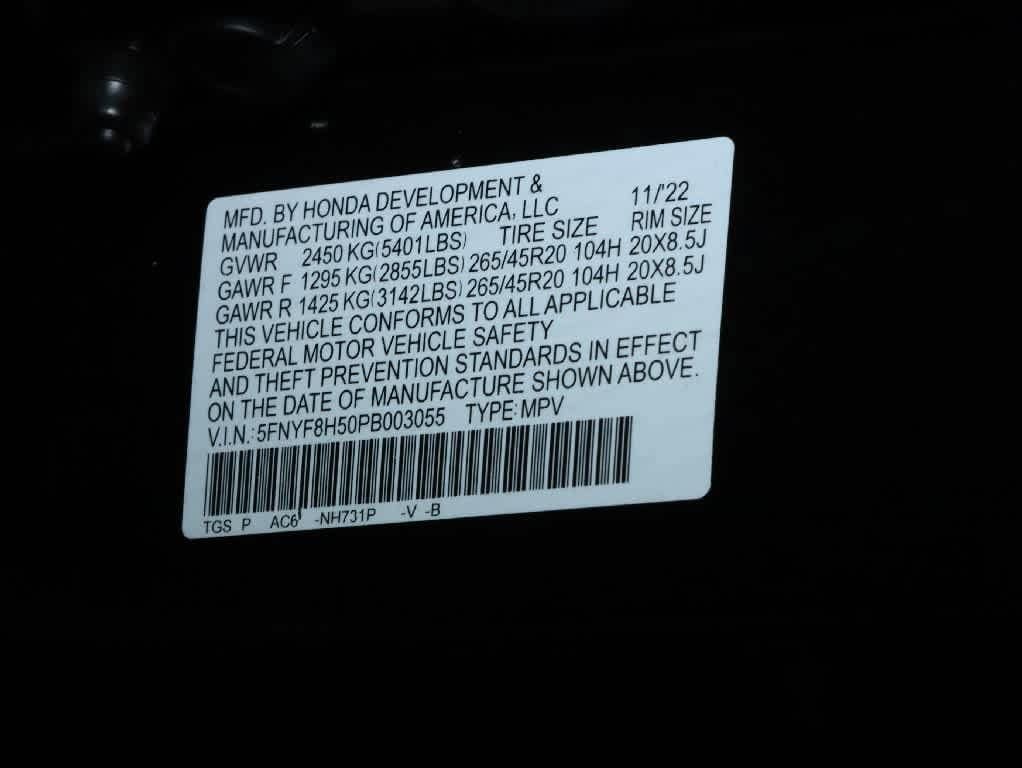 MFD. BY HONDA DEVELOPMENT &
MANUFACTURING OF AMERICA, LLC 11/'22
GVWR 2450 KG(5401LBS) TIRE SIZE RIM SIZE
GAWR F 1295 KG(2855LBS) 265/45R20 104H 20X8.5J
GAWR R 1425 KG(3142LBS) 265/45R20 104H 20X8.5J
THIS VEHICLE CONFORMS TO ALL APPLICABLE
FEDERAL MOTOR VEHICLE SAFETY
AND THEFT PREVENTION STANDARDS IN EFFECT
ON THE DATE OF MANUFACTURE SHOWN ABOVE.
V.I.N.: 5FNYF8H50PB003055 TYPE: MPV
TGS P AC6 -NH731P -V -B